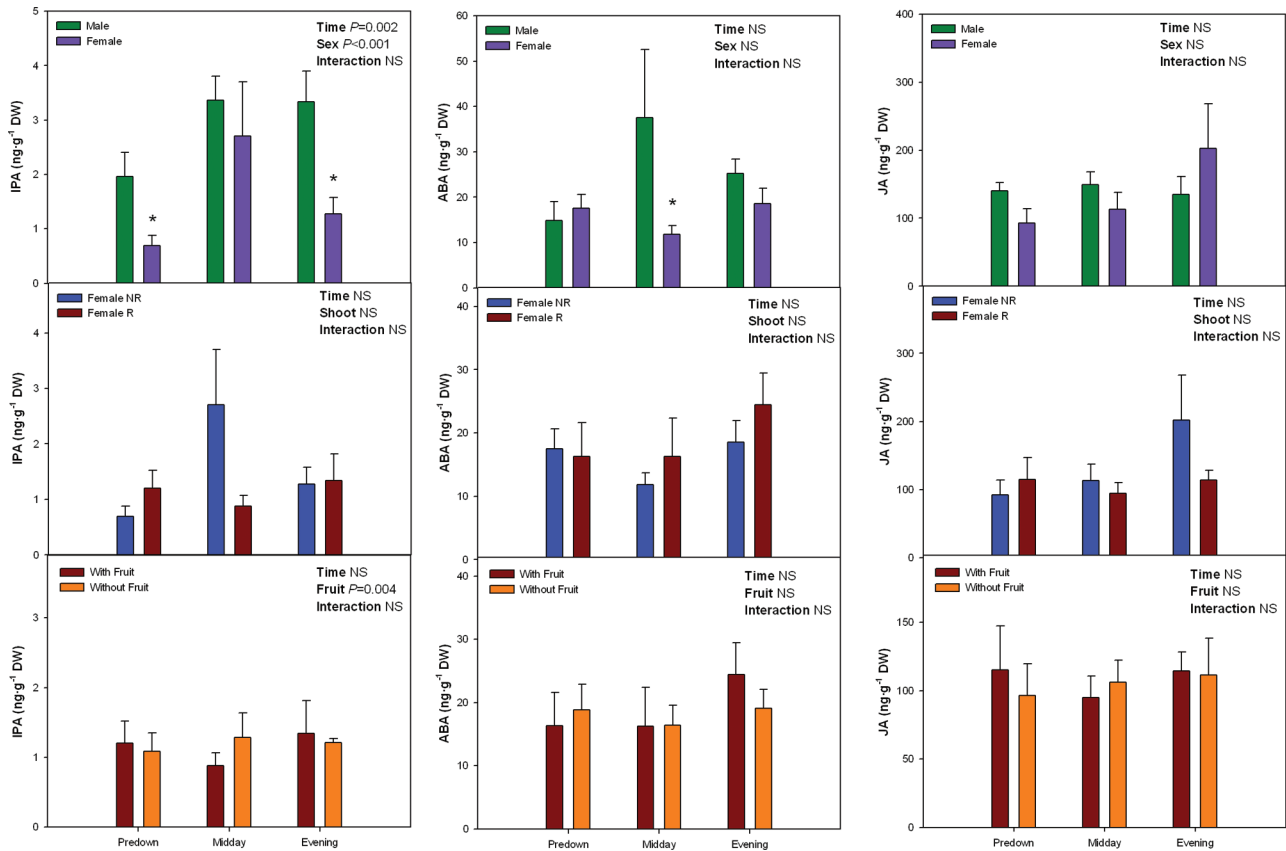 5
4
3
2
1
0
IPA (ng·g⁻¹ DW)
Male
Female
Time P=0.002
Sex P<0.001
Interaction NS
*
*
60
50
40
30
20
10
0
ABA (ng·g⁻¹ DW)
Male
Female
Time NS
Sex NS
Interaction NS
*
400
300
200
100
0
JA (ng·g⁻¹ DW)
Male
Female
Time NS
Sex NS
Interaction NS
4
3
2
1
0
IPA (ng·g⁻¹ DW)
Female NR
Female R
Time NS
Shoot NS
Interaction NS
40
30
20
10
0
ABA (ng·g⁻¹ DW)
Female NR
Female R
Time NS
Shoot NS
Interaction NS
300
200
100
0
JA (ng·g⁻¹ DW)
Female NR
Female R
Time NS
Shoot NS
Interaction NS
3
2
1
0
IPA (ng·g⁻¹ DW)
With Fruit
Without Fruit
Time NS
Fruit P=0.004
Interaction NS
Predown Midday Evening
40
30
20
10
0
ABA (ng·g⁻¹ DW)
With Fruit
Without Fruit
Time NS
Fruit NS
Interaction NS
Predown Midday Evening
150
100
50
0
JA (ng·g⁻¹ DW)
With Fruit
Without Fruit
Time NS
Fruit NS
Interaction NS
Predown Midday Evening